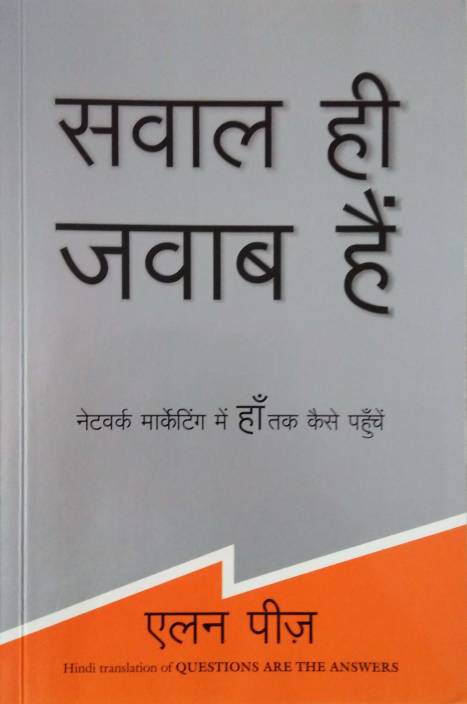 सवाल ही
जवाब हैं
नेटवर्क मार्केटिंग में हाँ तक कैसे पहुँचें
एलन पीज़
Hindi translation of QUESTIONS ARE THE ANSWERS